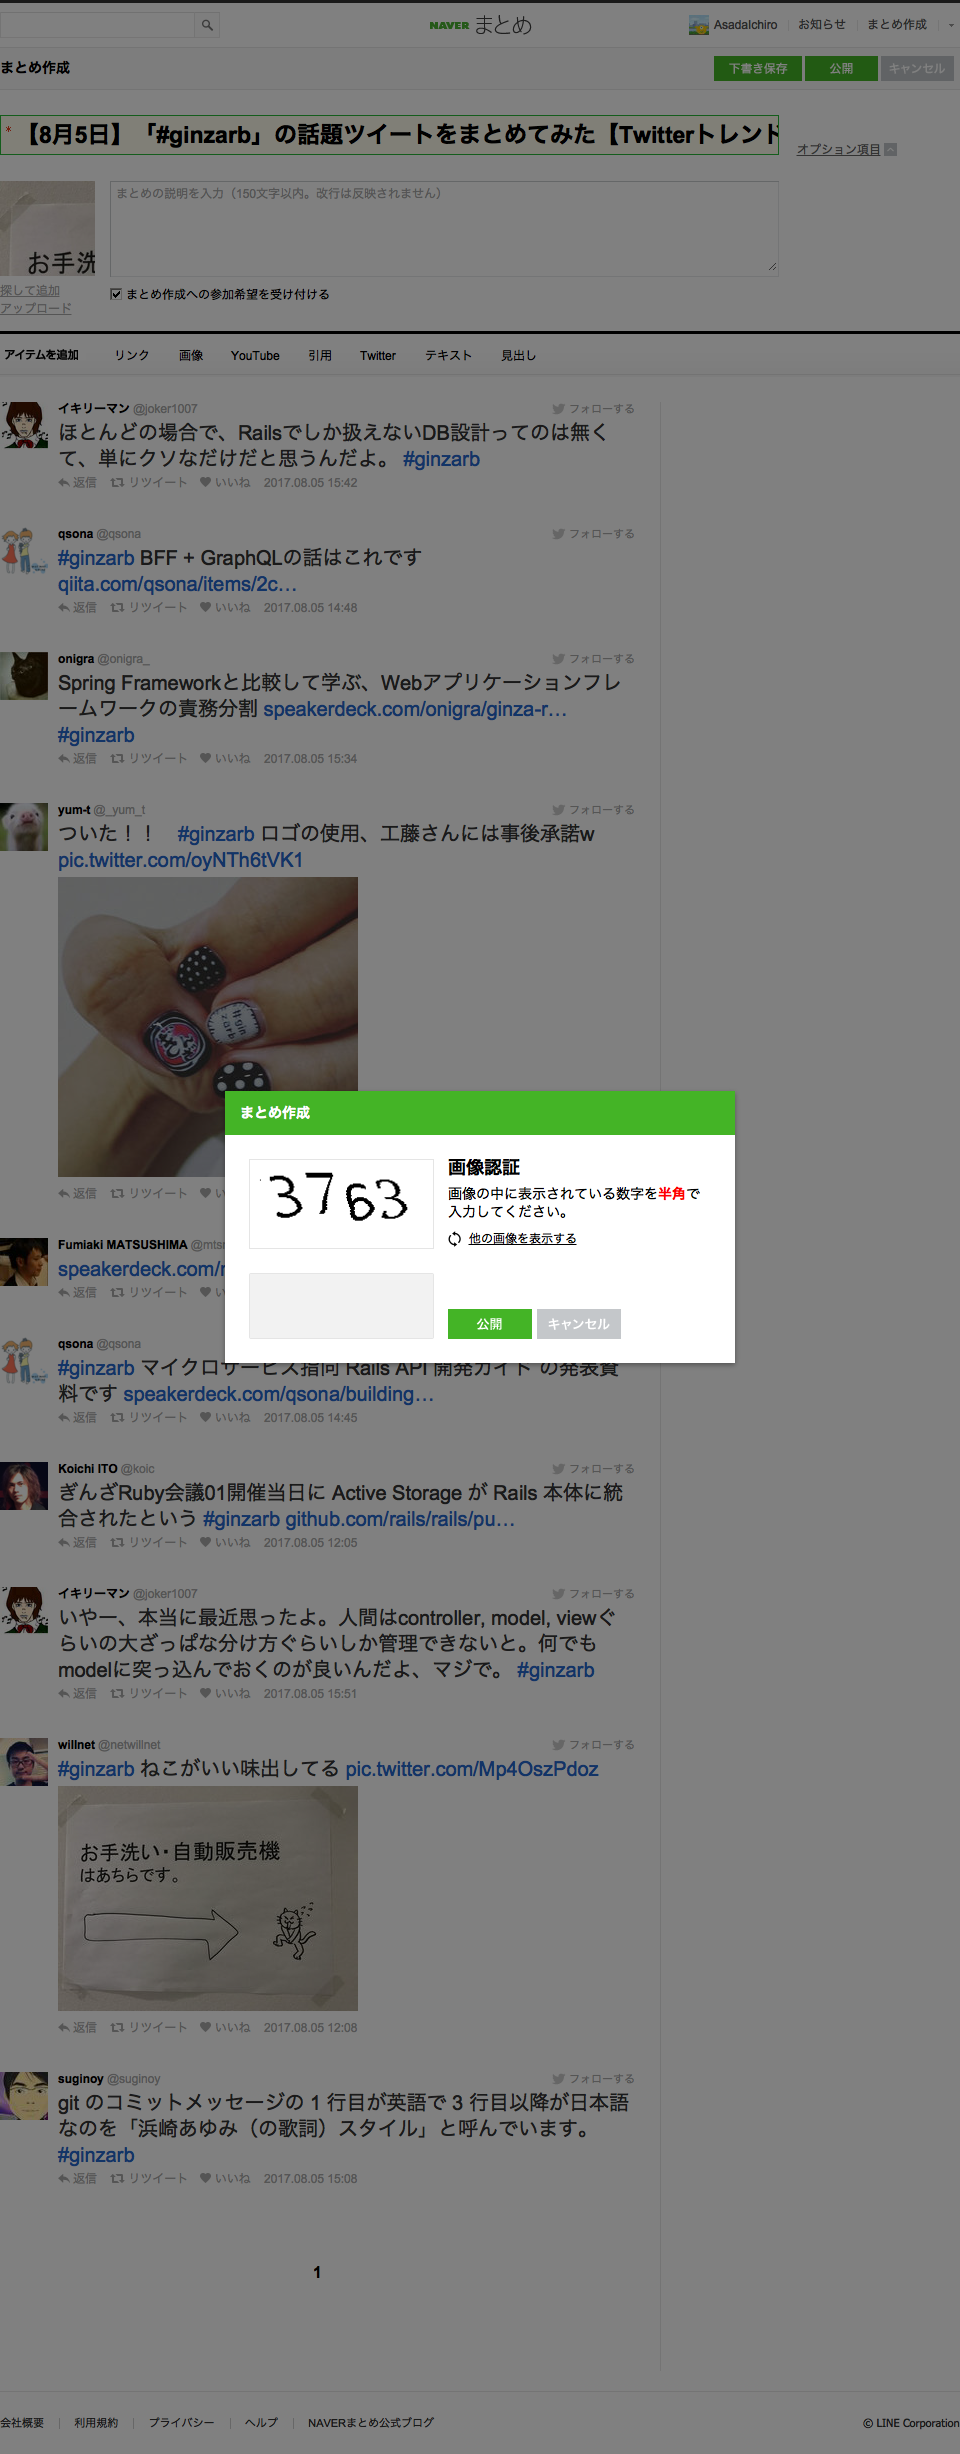 NAVER まとめ
AsadaIchiro お知らせ まとめ作成
まとめ作成
下書き保存 公開 キャンセル
* 【8月5日】「#ginzarb」の話題ツイートをまとめてみた【Twitterトレンド
オプション項目
お手洗
まとめの説明を入力（150文字以内。改行は反映されません）
探して追加
アップロード
まとめ作成への参加希望を受け付ける
アイテムを追加 リンク 画像 YouTube 引用 Twitter テキスト 見出し
イキリーマン @joker1007 フォローする
ほとんどの場合で、Railsでしか扱えないDB設計ってのは無く
て、単にクソなだけだと思うんだよ。 #ginzarb
返信 リツイート いいね 2017.08.05 15:42
qsona @qsona フォローする
#ginzarb BFF + GraphQLの話はこれです
qiita.com/qsona/items/2c…
返信 リツイート いいね 2017.08.05 14:48
onigra @onigra_ フォローする
Spring Frameworkと比較して学ぶ、Webアプリケーションフレ
ームワークの責務分割 speakerdeck.com/onigra/ginza-r…
#ginzarb
返信 リツイート いいね 2017.08.05 15:34
yum-t @_yum_t フォローする
ついた！！ #ginzarb ロゴの使用、工藤さんには事後承諾w
pic.twitter.com/oyNTh6tVK1
#gin
zarb
返信 リツイート い
まとめ作成
3763
画像認証
画像の中に表示されている数字を半角で
入力してください。
他の画像を表示する
公開 キャンセル
Fumiaki MATSUSHIMA @mts
speakerdeck.com/
返信 リツイート い
qsona @qsona
#ginzarb マイクロサービス指向 Rails API 開発ガイド の発表資
料です speakerdeck.com/qsona/building…
返信 リツイート いいね 2017.08.05 14:45
Koichi ITO @koic フォローする
ぎんざRuby会議01開催当日に Active Storage が Rails 本体に統
合されたという #ginzarb github.com/rails/rails/pu…
返信 リツイート いいね 2017.08.05 12:05
イキリーマン @joker1007 フォローする
いやー、本当に最近思ったよ。人間はcontroller, model, viewぐ
らいの大ざっぱな分け方ぐらいしか管理できないと。何でも
modelに突っ込んでおくのが良いんだよ、マジで。 #ginzarb
返信 リツイート いいね 2017.08.05 15:51
willnet @netwillnet フォローする
#ginzarb ねこがいい味出してる pic.twitter.com/Mp4OszPdoz
お手洗い・自動販売機
はあちらです。
返信 リツイート いいね 2017.08.05 12:08
suginoy @suginoy フォローする
git のコミットメッセージの 1 行目が英語で 3 行目以降が日本語
なのを「浜崎あゆみ（の歌詞）スタイル」と呼んでいます。
#ginzarb
返信 リツイート いいね 2017.08.05 15:08
1
会社概要 利用規約 プライバシー ヘルプ NAVERまとめ公式ブログ
© LINE Corporation